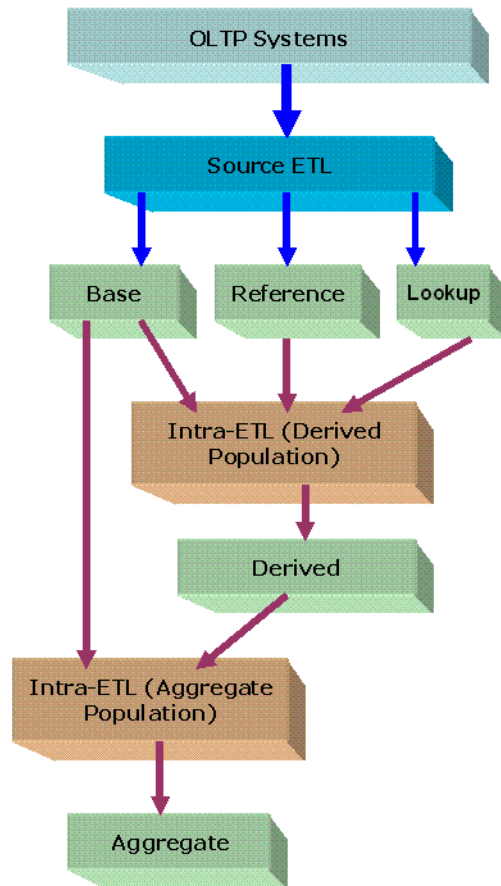 OLTP Systems
Source ETL
Base
Reference
Lookup
Intra-ETL (Derived
Population)
Derived
Intra-ETL (Aggregate
Population)
Aggregate